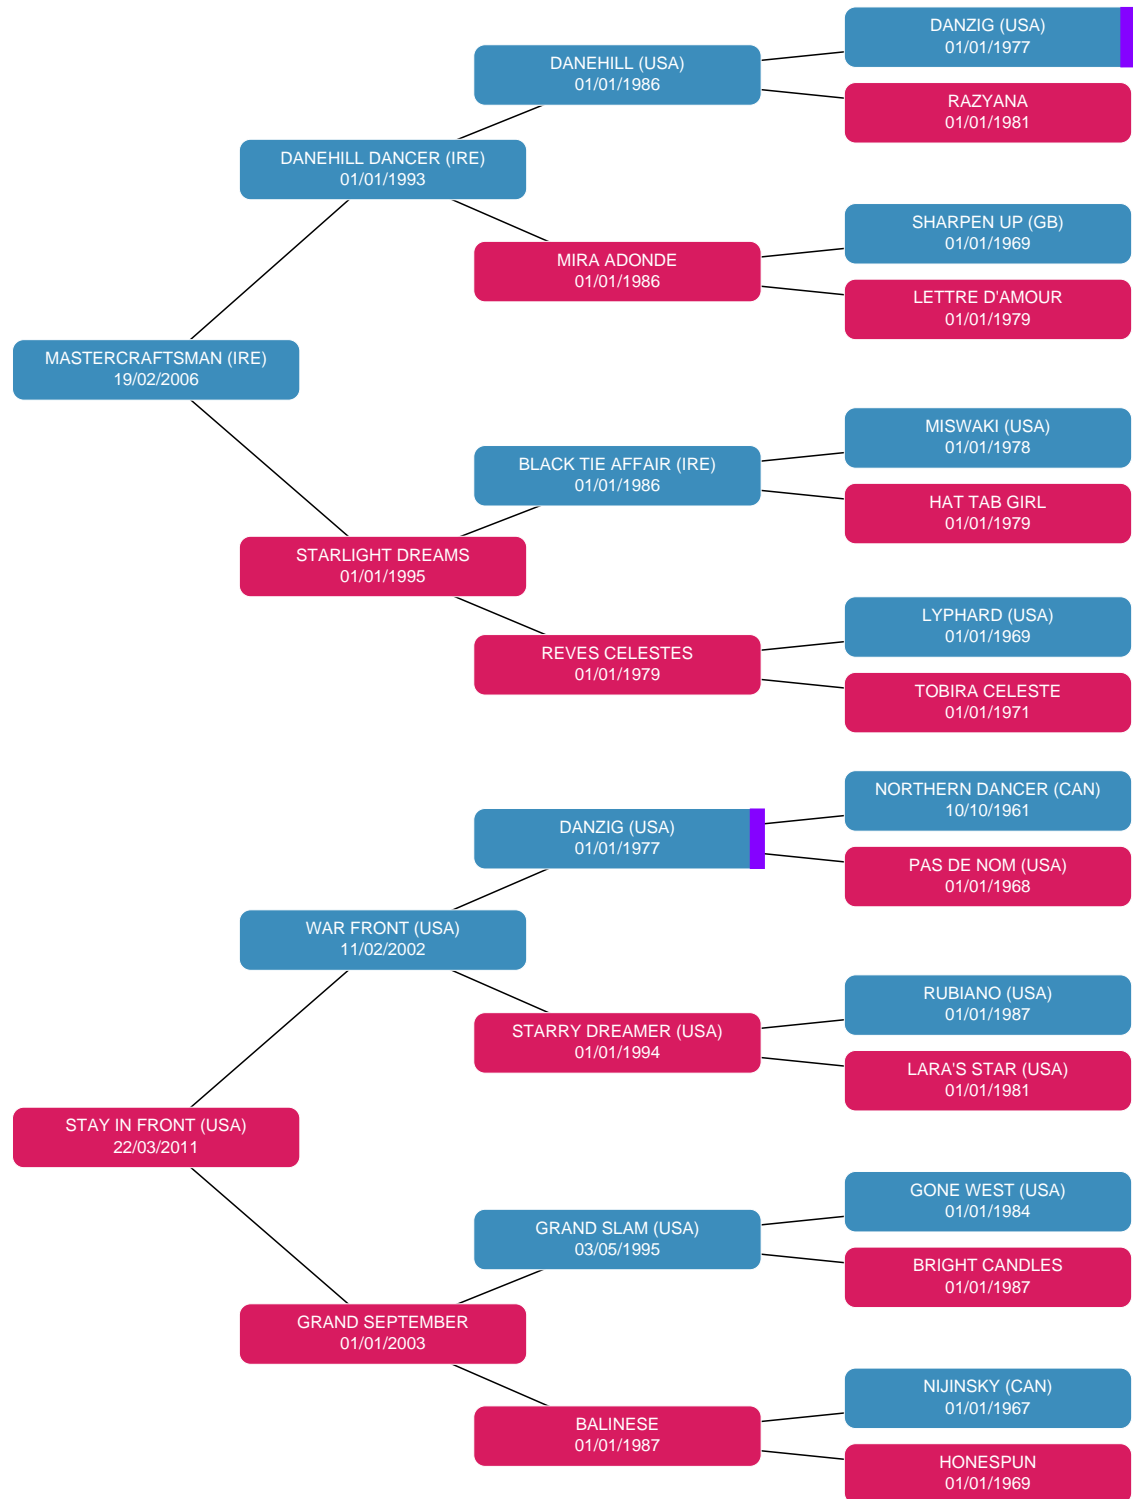 DANZIG (USA)
01/01/1977
DANEHILL (USA)
01/01/1986
RAZYANA
01/01/1981
DANEHILL DANCER (IRE)
01/01/1993
SHARPEN UP (GB)
01/01/1969
MIRA ADONDE
01/01/1986
LETTRE D'AMOUR
01/01/1979
MASTERCRAFTSMAN (IRE)
19/02/2006
MISWAKI (USA)
01/01/1978
BLACK TIE AFFAIR (IRE)
01/01/1986
HAT TAB GIRL
01/01/1979
STARLIGHT DREAMS
01/01/1995
LYPHARD (USA)
01/01/1969
REVES CELESTES
01/01/1979
TOBIRA CELESTE
01/01/1971
NORTHERN DANCER (CAN)
10/10/1961
DANZIG (USA)
01/01/1977
PAS DE NOM (USA)
01/01/1968
WAR FRONT (USA)
11/02/2002
RUBIANO (USA)
01/01/1987
STARRY DREAMER (USA)
01/01/1994
LARA'S STAR (USA)
01/01/1981
STAY IN FRONT (USA)
22/03/2011
GONE WEST (USA)
01/01/1984
GRAND SLAM (USA)
03/05/1995
BRIGHT CANDLES
01/01/1987
GRAND SEPTEMBER
01/01/2003
NIJINSKY (CAN)
01/01/1967
BALINESE
01/01/1987
HONESPUN
01/01/1969